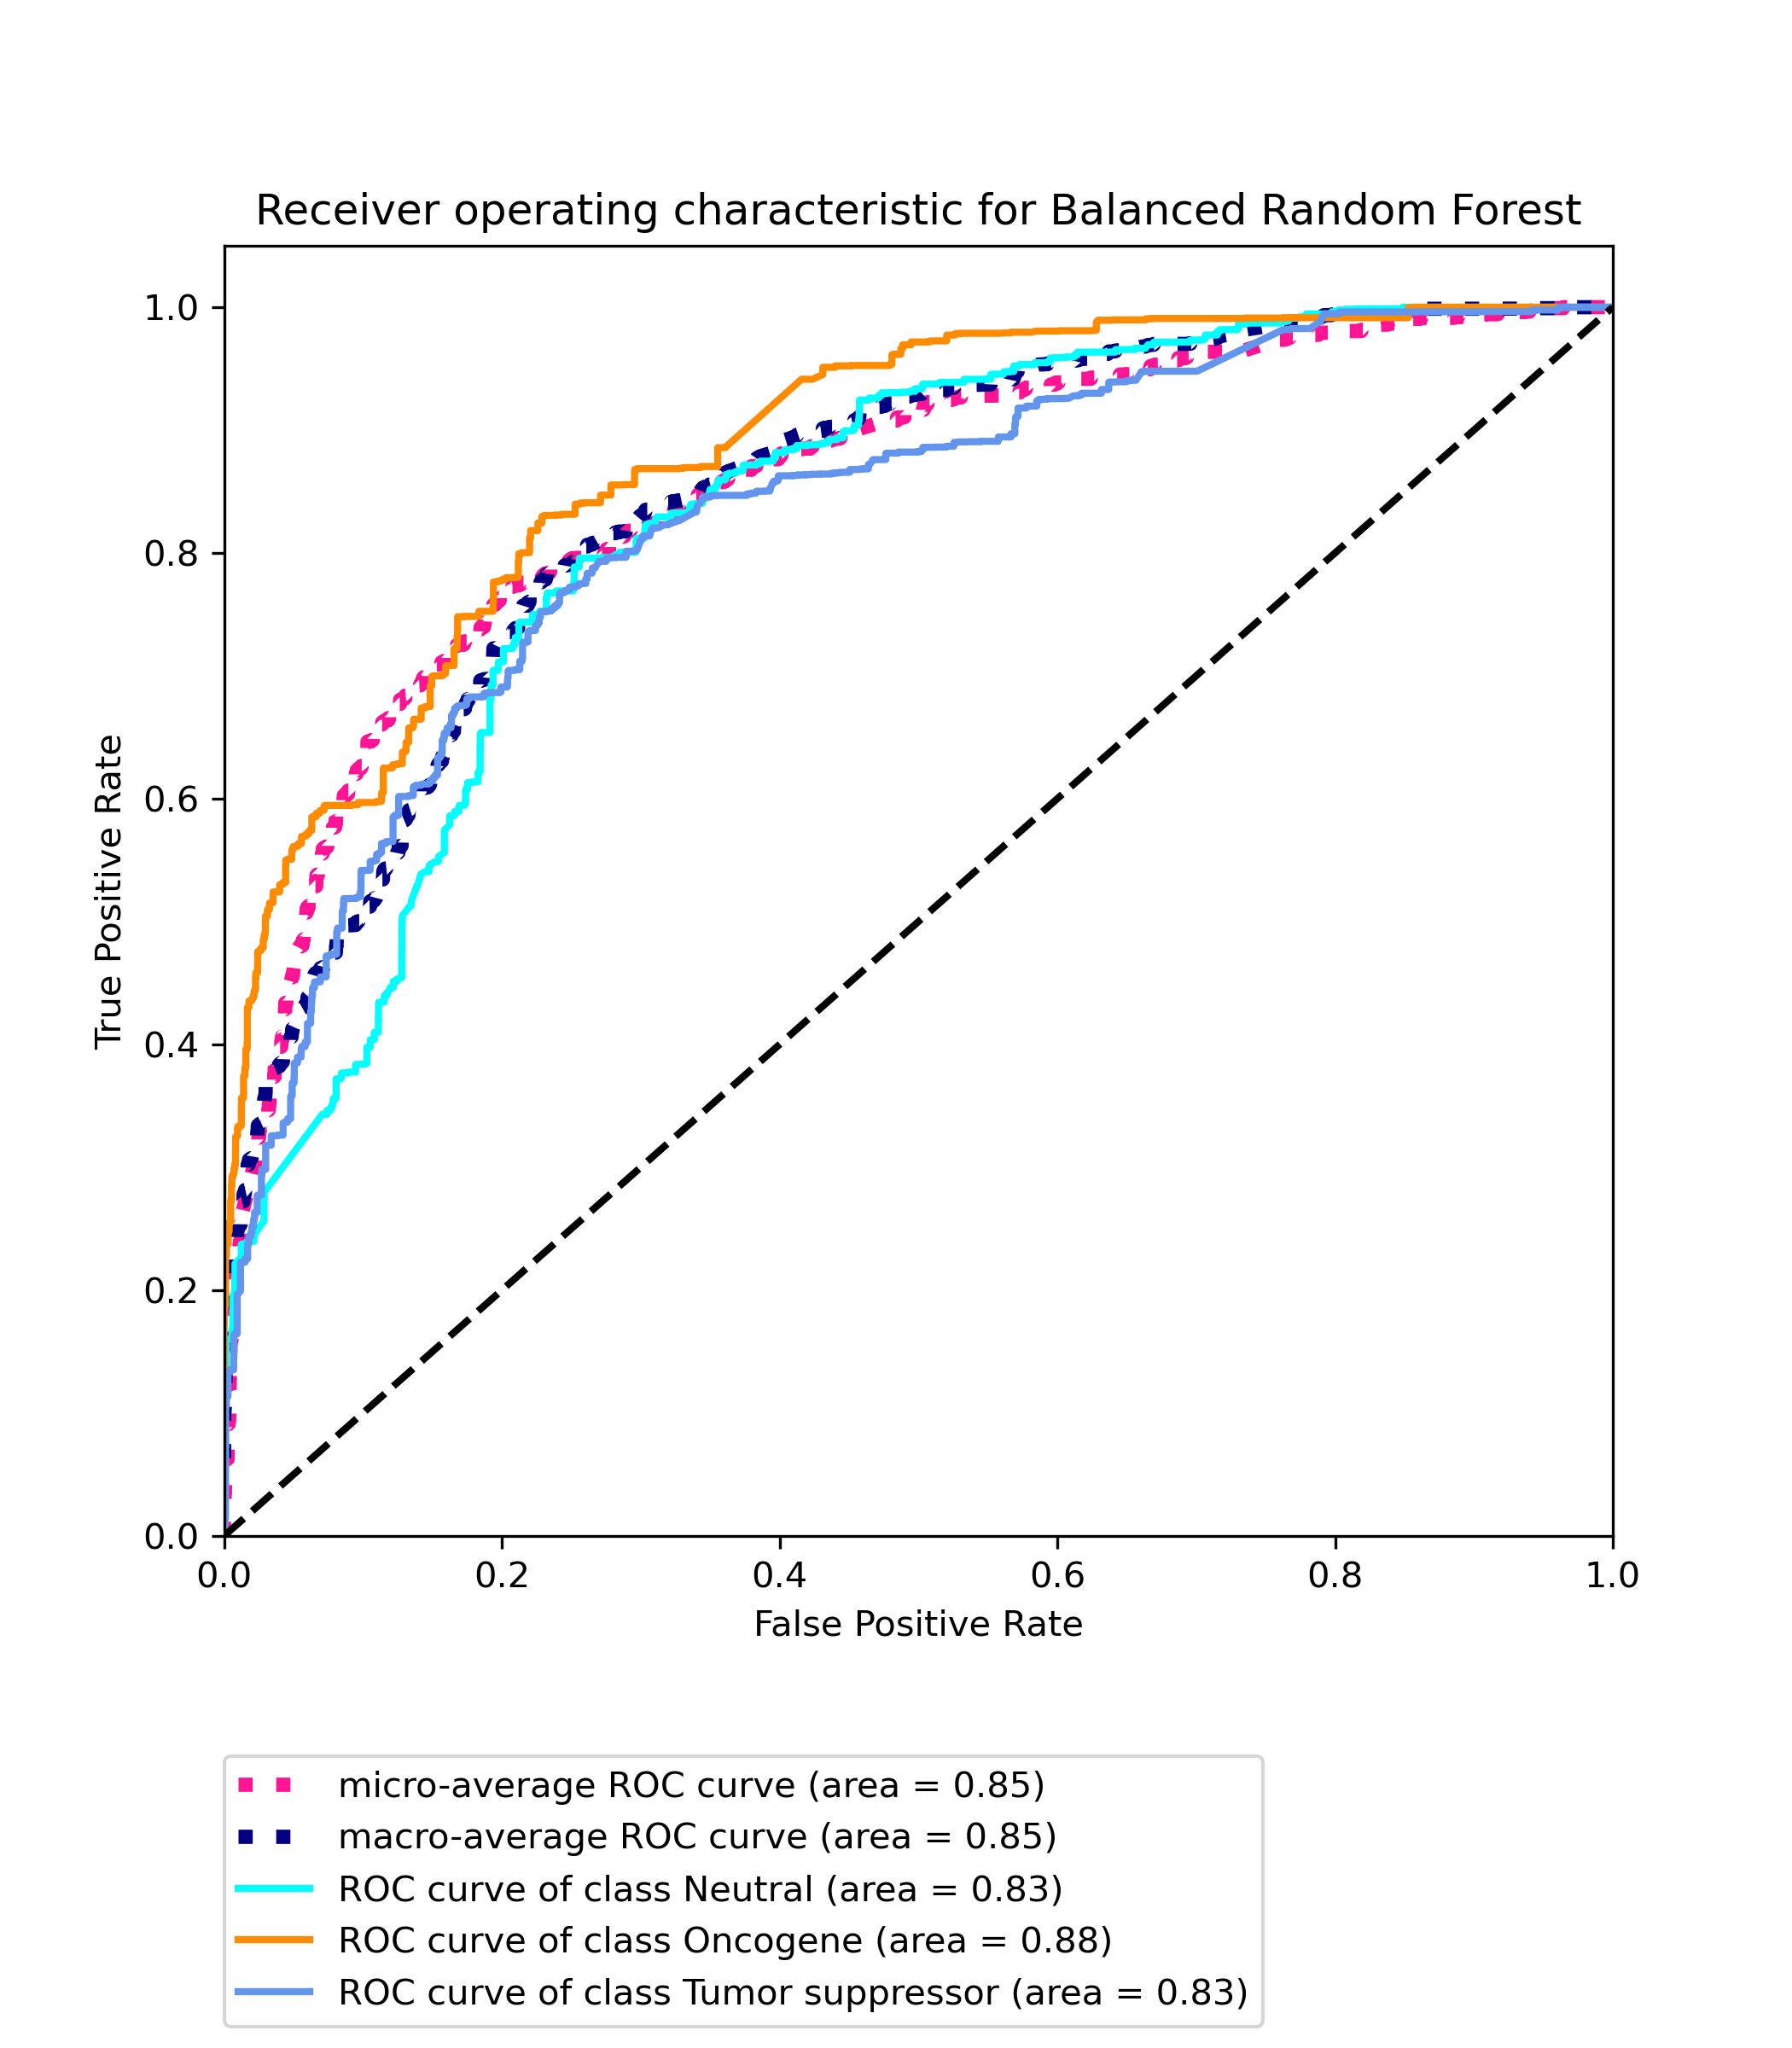 Receiver operating characteristic for Balanced Random Forest
1.0
0.8
0.6
0.4
0.2
0.0
True Positive Rate
0.0 0.2 0.4 0.6 0.8 1.0
False Positive Rate
micro-average ROC curve (area = 0.85)
macro-average ROC curve (area = 0.85)
ROC curve of class Neutral (area = 0.83)
ROC curve of class Oncogene (area = 0.88)
ROC curve of class Tumor suppressor (area = 0.83)